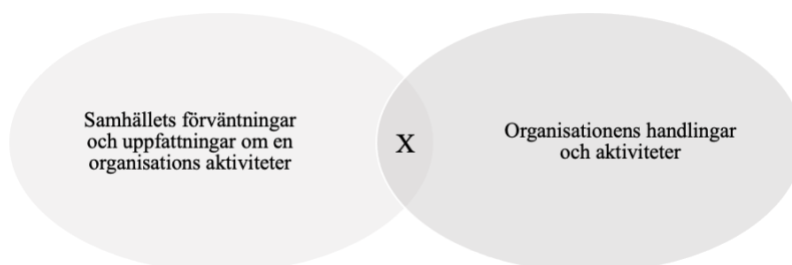 Samhällets förväntningar
och uppfattningar om en
organisations aktiviteter
X
Organisationens handlingar
och aktiviteter